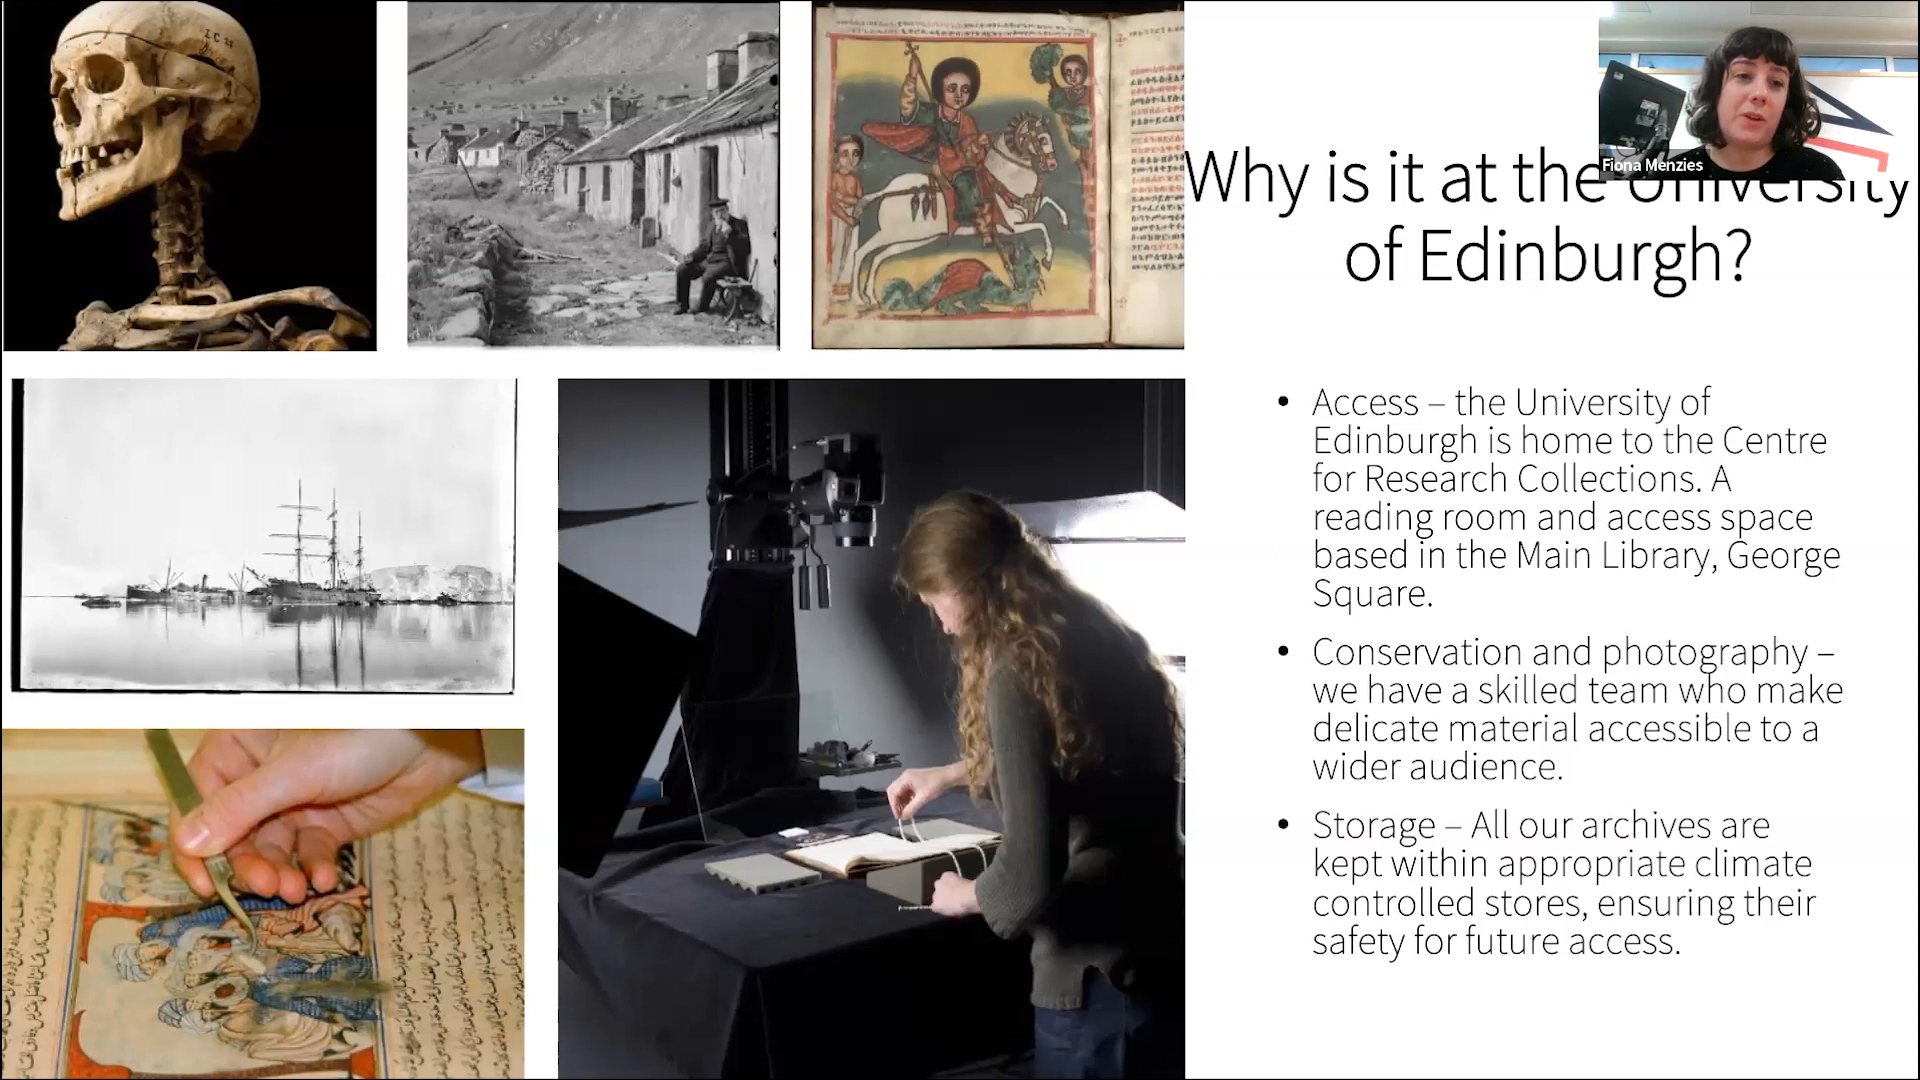 Why is it at the University
of Edinburgh?
Fiona Menzies
• Access – the University of
Edinburgh is home to the Centre
for Research Collections. A
reading room and access space
based in the Main Library, George
Square.
• Conservation and photography –
we have a skilled team who make
delicate material accessible to a
wider audience.
• Storage – All our archives are
kept within appropriate climate
controlled stores, ensuring their
safety for future access.